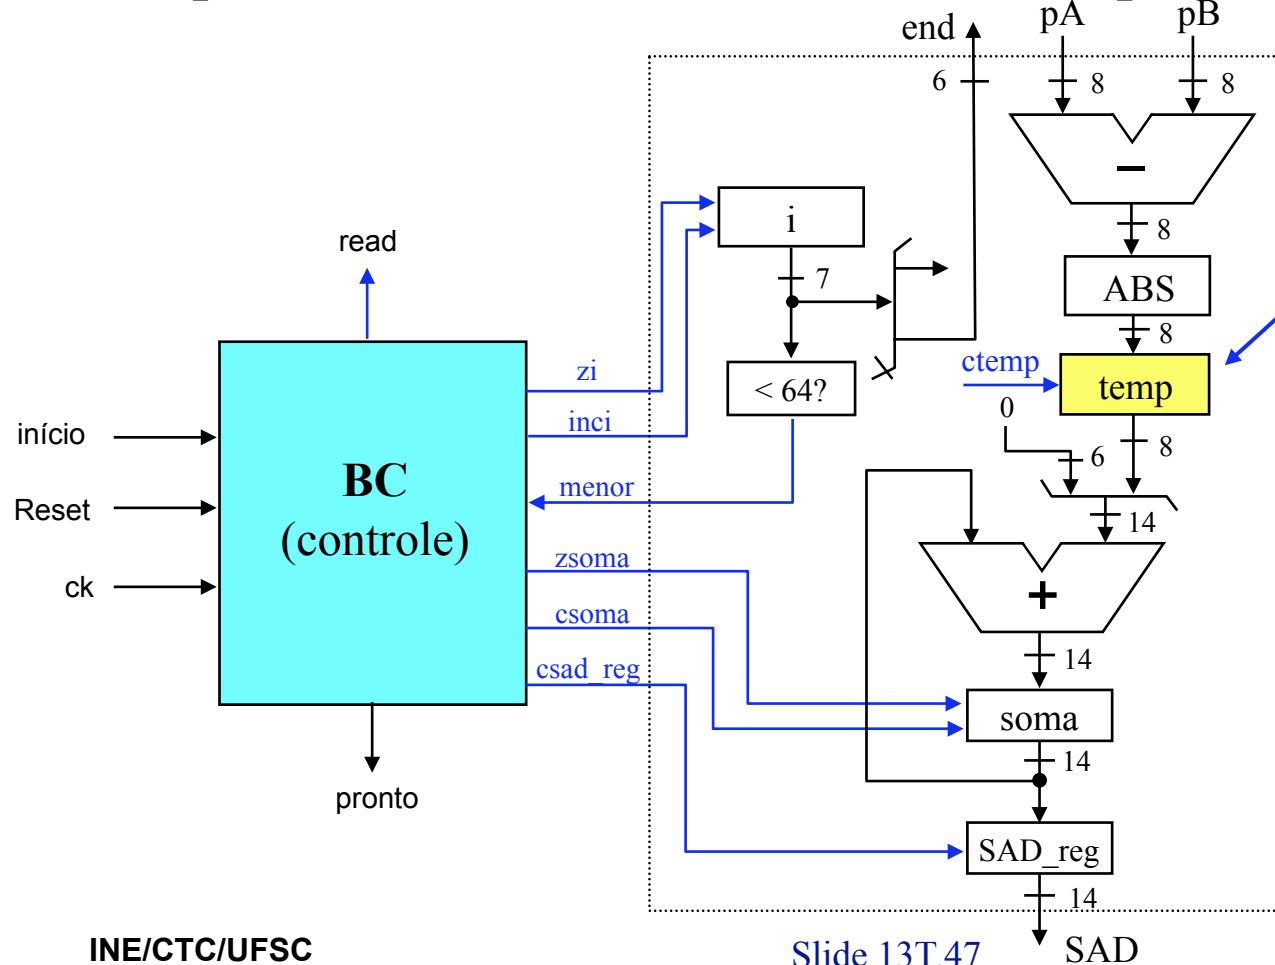 end
pA
pB
6
8
8
–
i
8
read
7
ABS
8
zi
< 64?
ctemp
temp
0
início
inci
8
6
BC
(controle)
menor
Reset
14
zsoma
ck
+
csoma
14
csad_reg
soma
14
pronto
SAD_reg
14
INE/CTC/UFSC
Slide 13T.47
SAD